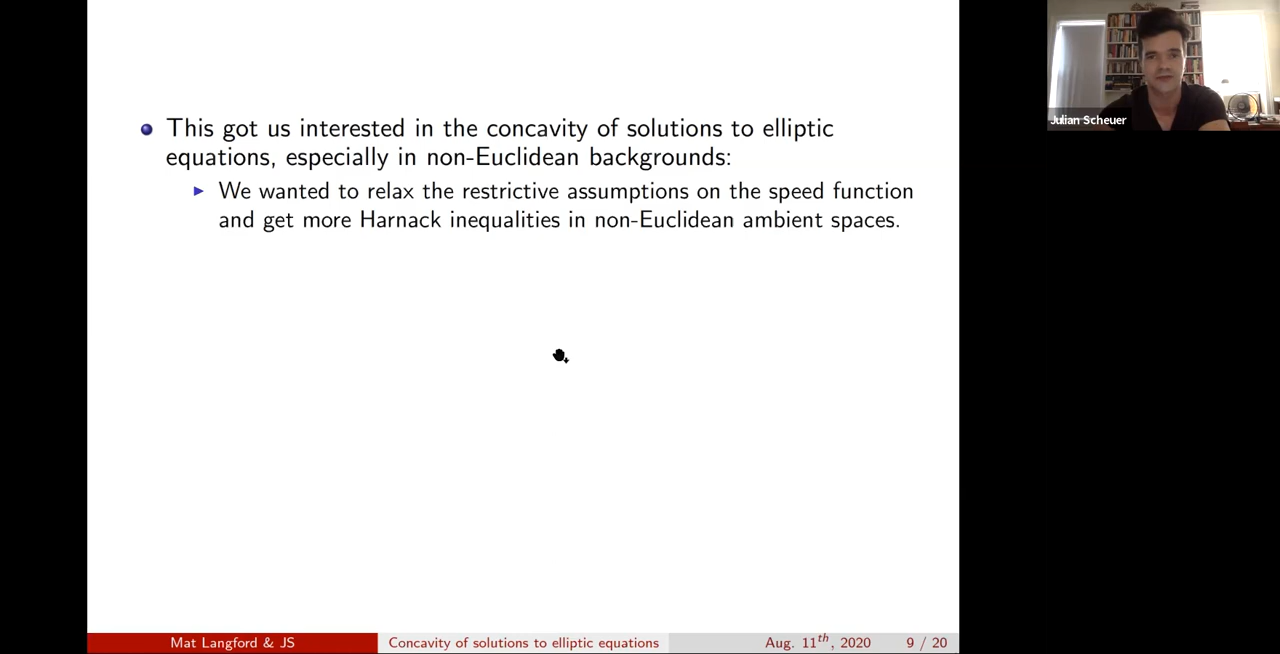 This got us interested in the concavity of solutions to elliptic
equations, especially in non-Euclidean backgrounds:
We wanted to relax the restrictive assumptions on the speed function
and get more Harnack inequalities in non-Euclidean ambient spaces.
Julian Scheuer
Mat Langford & JS Concavity of solutions to elliptic equations Aug. 11th, 2020 9 / 20